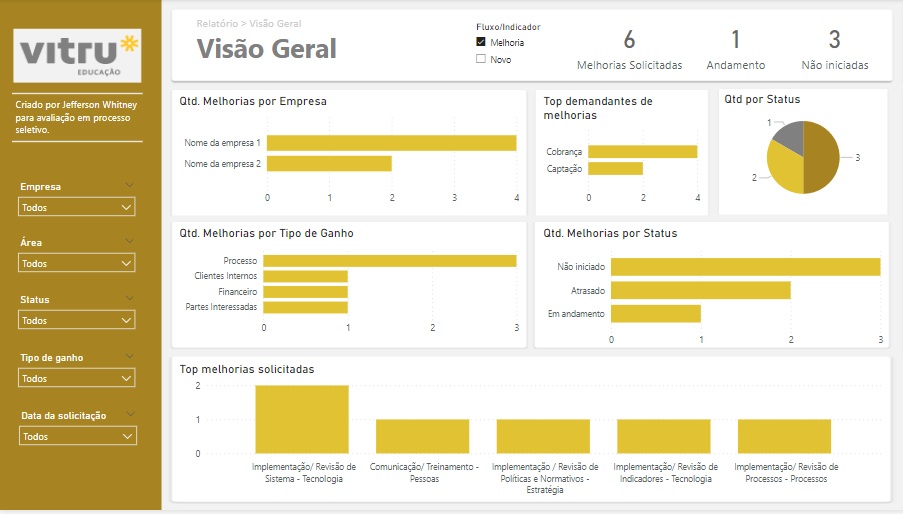 vitru
EDUCAÇÃO
Criado por Jefferson Whitney
para avaliação em processo
seletivo.
Empresa
Todos
Área
Todos
Status
Todos
Tipo de ganho
Todos
Data da solicitação
Todos
Relatório > Visão Geral
Visão Geral
Fluxo/Indicador
Melhoria
Novo
6
Melhorias Solicitadas
1
Andamento
3
Não iniciadas
Qtd. Melhorias por Empresa
Nome da empresa 1
Nome da empresa 2
0 1 2 3 4
Top demandantes de
melhorias
Cobrança
Captação
0 2 4
Qtd por Status
1
2
3
Qtd. Melhorias por Tipo de Ganho
Processo
Clientes Internos
Financeiro
Partes Interessadas
0 1 2 3
Qtd. Melhorias por Status
Não iniciado
Atrasado
Em andamento
0 1 2 3
Top melhorias solicitadas
2
1
0
Implementação/ Revisão de
Sistema - Tecnologia
Comunicação/ Treinamento -
Pessoas
Implementação / Revisão de
Políticas e Normativos -
Estratégia
Implementação/ Revisão de
Indicadores - Tecnologia
Implementação/ Revisão de
Processos - Processos